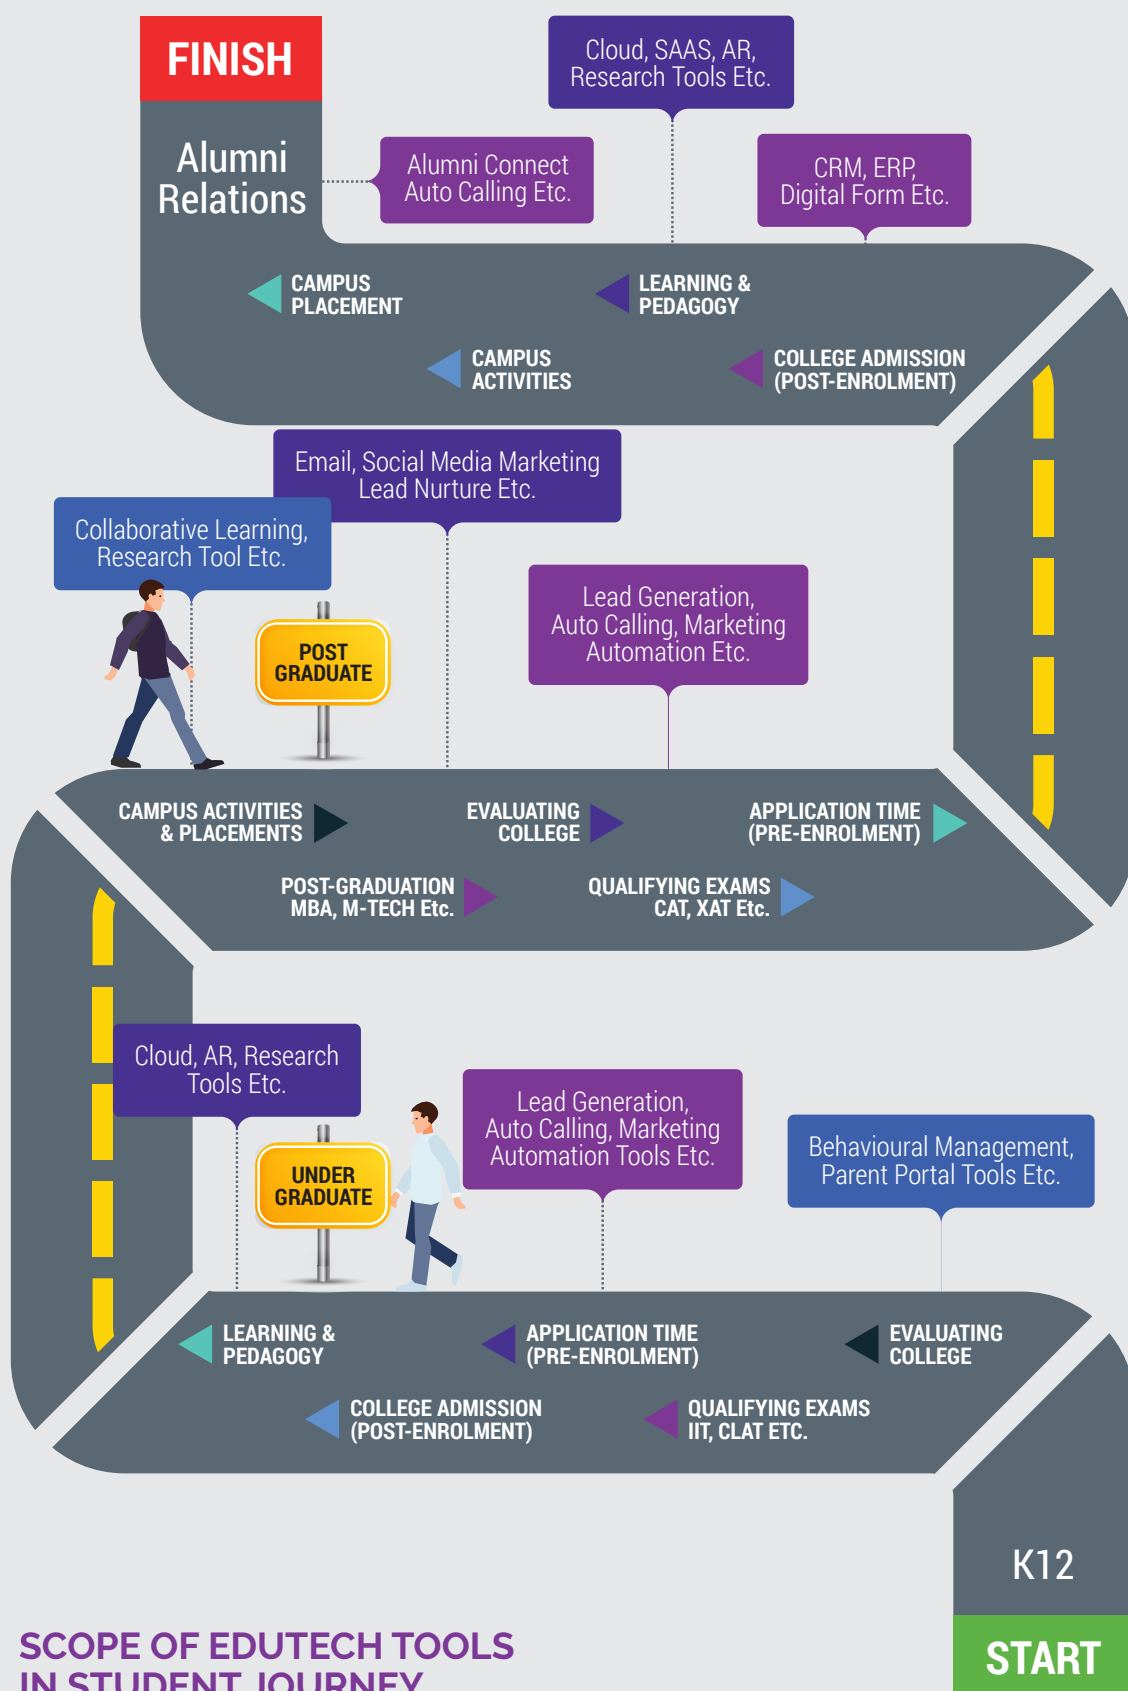 FINISH
Alumni
Relations
Cloud, SAAS, AR,
Research Tools Etc.
Alumni Connect
Auto Calling Etc.
CRM, ERP,
Digital Form Etc.
CAMPUS
PLACEMENT
LEARNING &
PEDAGOGY
CAMPUS
ACTIVITIES
COLLEGE ADMISSION
(POST-ENROLMENT)
Email, Social Media Marketing
Lead Nurture Etc.
Collaborative Learning,
Research Tool Etc.
Lead Generation,
Auto Calling, Marketing
Automation Etc.
POST
GRADUATE
CAMPUS ACTIVITIES
& PLACEMENTS
EVALUATING
COLLEGE
APPLICATION TIME
(PRE-ENROLMENT)
POST-GRADUATION
MBA, M-TECH Etc.
QUALIFYING EXAMS
CAT, XAT Etc.
Cloud, AR, Research
Tools Etc.
Lead Generation,
Auto Calling, Marketing
Automation Tools Etc.
Behavioural Management,
Parent Portal Tools Etc.
UNDER
GRADUATE
LEARNING &
PEDAGOGY
APPLICATION TIME
(PRE-ENROLMENT)
EVALUATING
COLLEGE
COLLEGE ADMISSION
(POST-ENROLMENT)
QUALIFYING EXAMS
IIT, CLAT ETC.
K12
START
SCOPE OF EDUTECH TOOLS
IN STUDENT JOURNEY